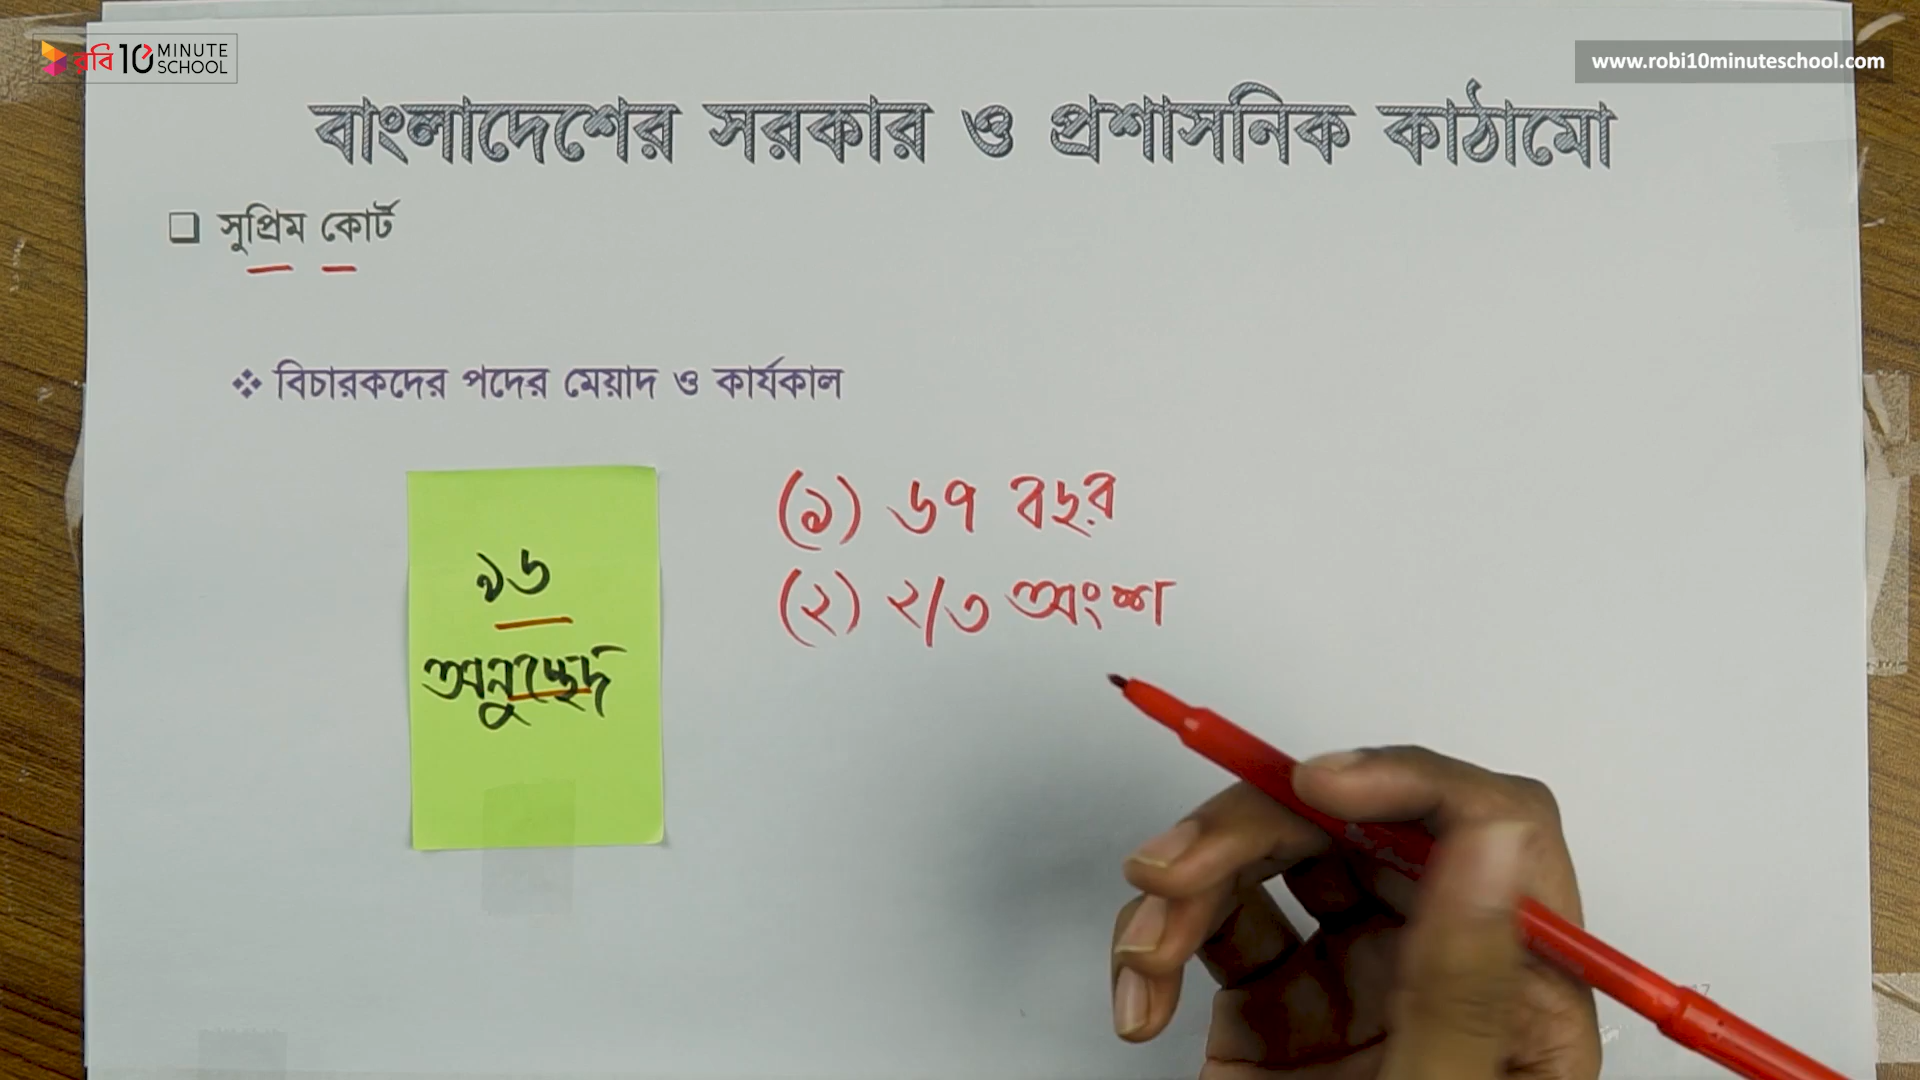 রবি 10 MINUTE SCHOOL
www.robi10minuteschool.com
বাংলাদেশের সরকার ও প্রশাসনিক কাঠামো
সুপ্রিম কোর্ট
বিচারকদের পদের মেয়াদ ও কার্যকাল
৯৬
অনুচ্ছেদ
(১) ৬৭ বছর
(২) ২/৩ অংশ